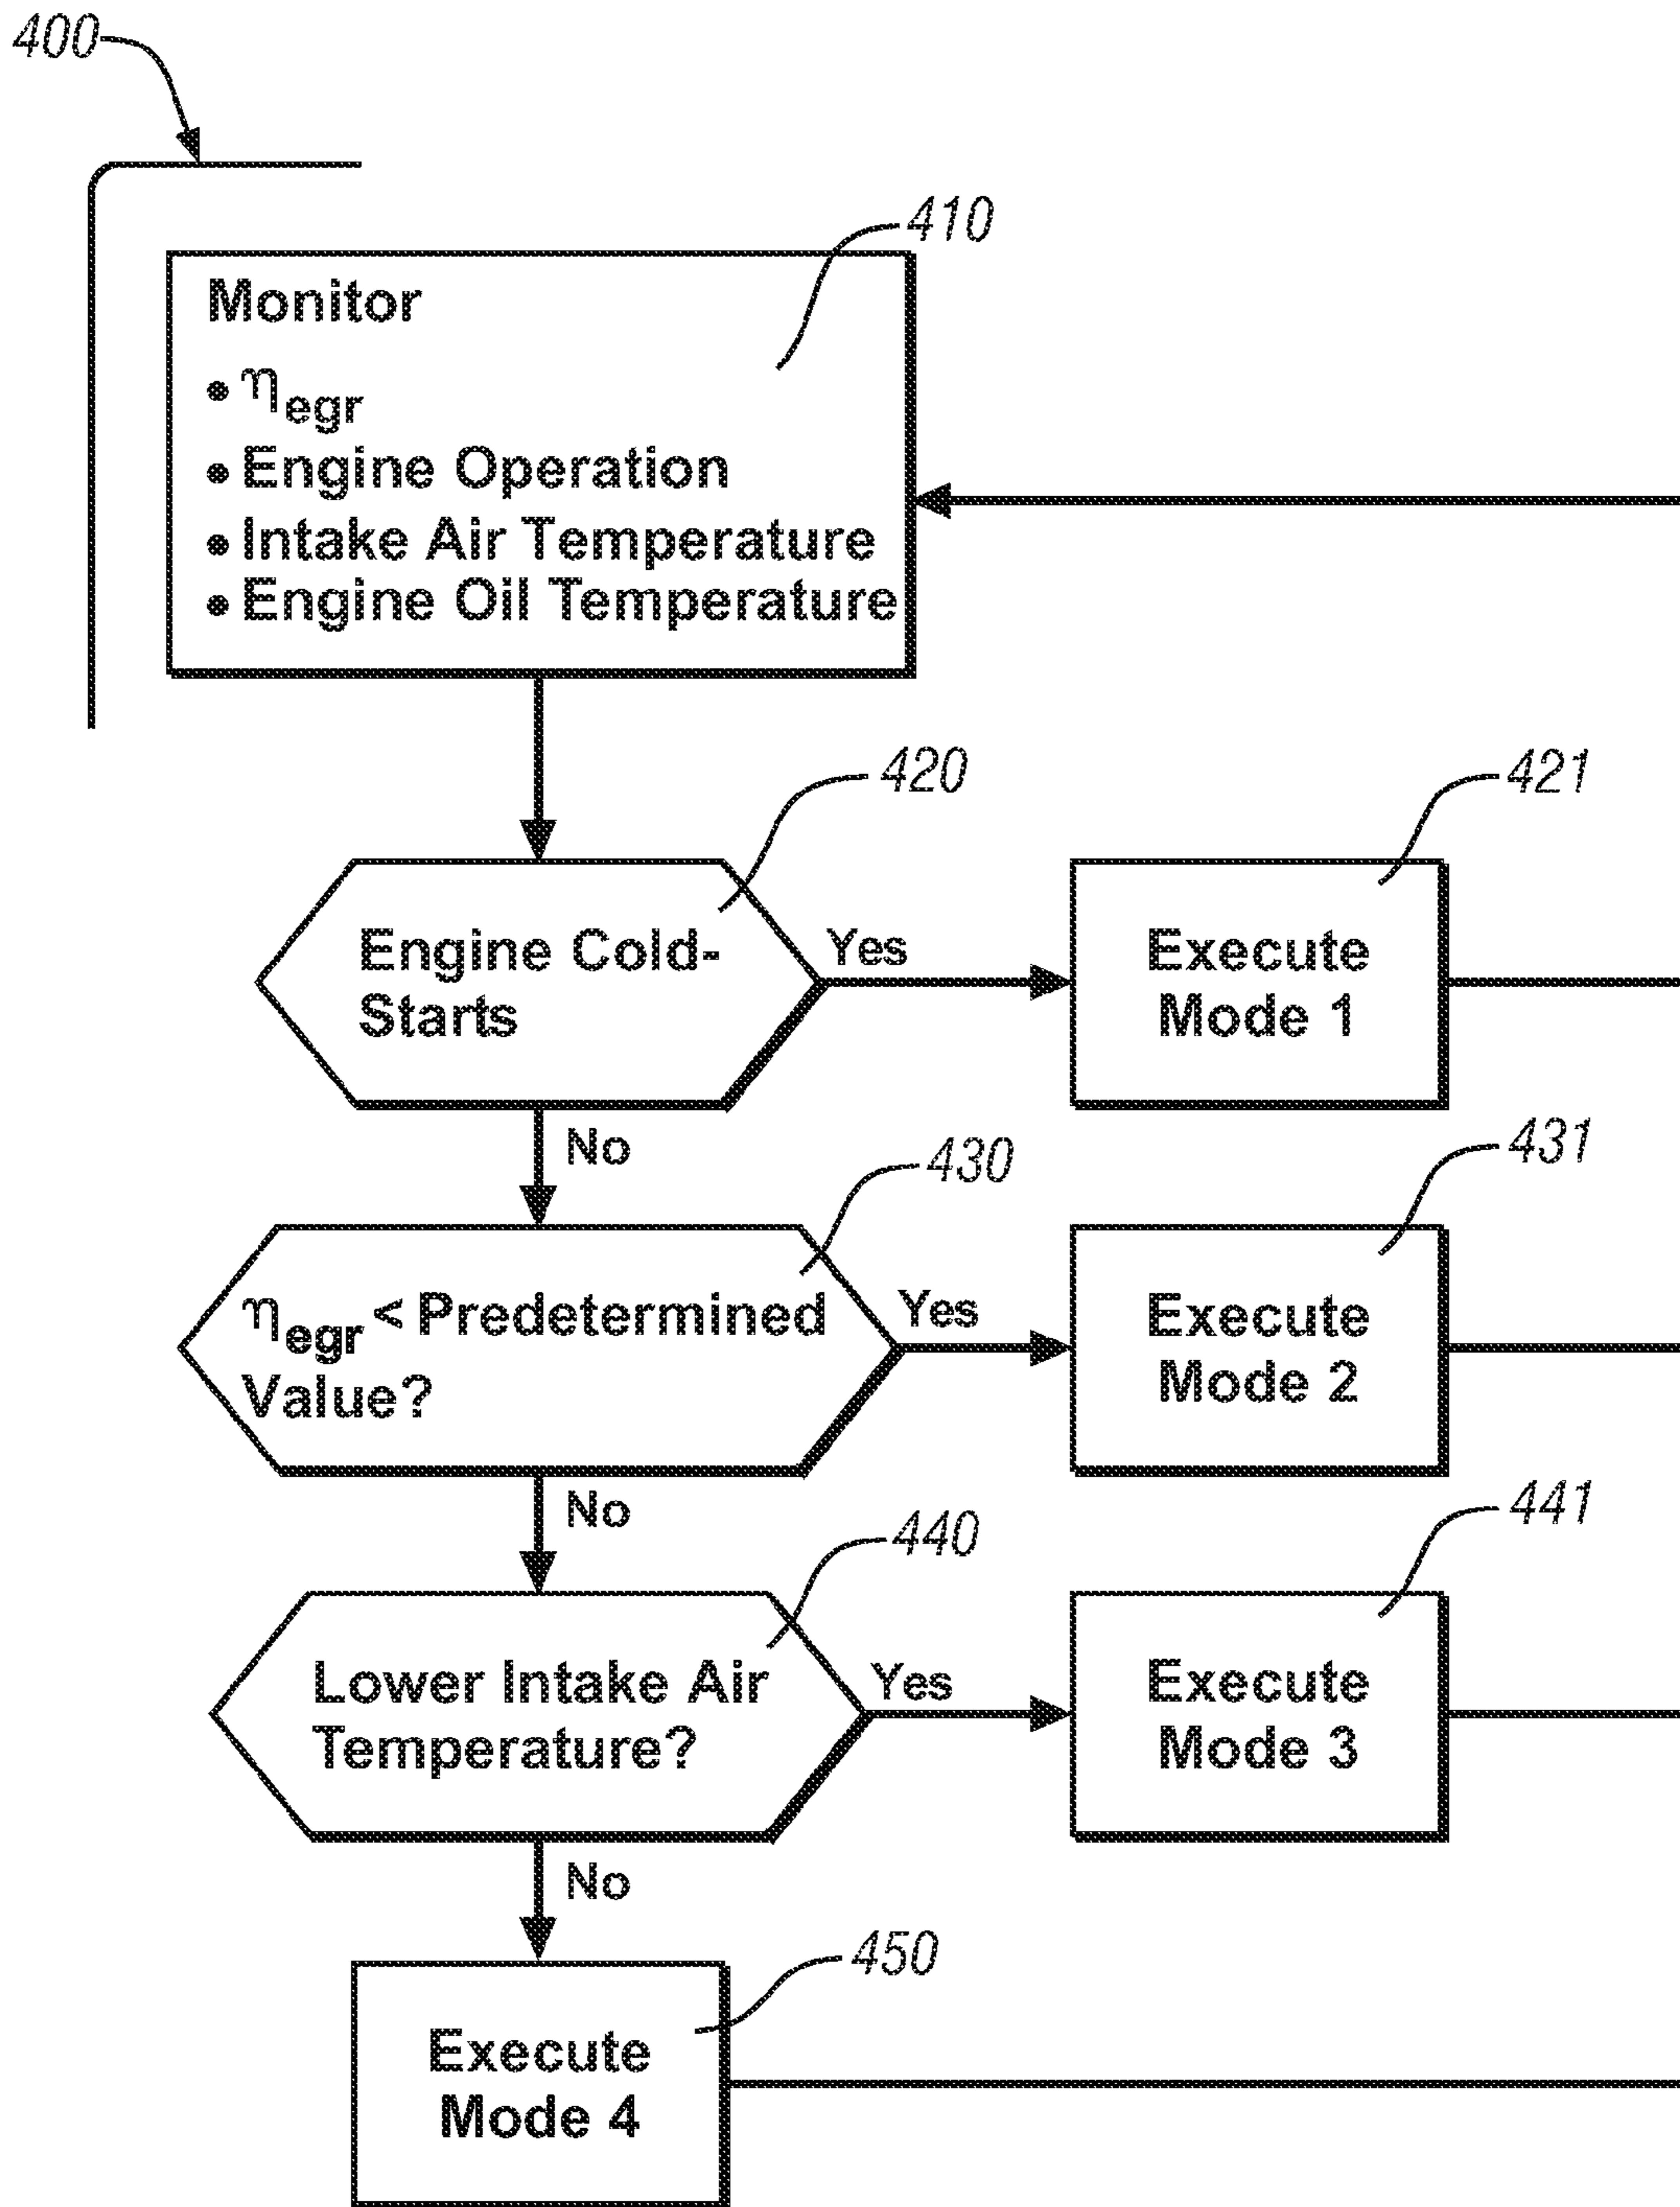 400
410
Monitor
• ηegr
• Engine Operation
• Intake Air Temperature
• Engine Oil Temperature
420
421
Engine Cold-
Starts
Yes
Execute
Mode 1
No
430
431
ηegr < Predetermined
Value?
Yes
Execute
Mode 2
No
440
441
Lower Intake Air
Temperature?
Yes
Execute
Mode 3
No
450
Execute
Mode 4